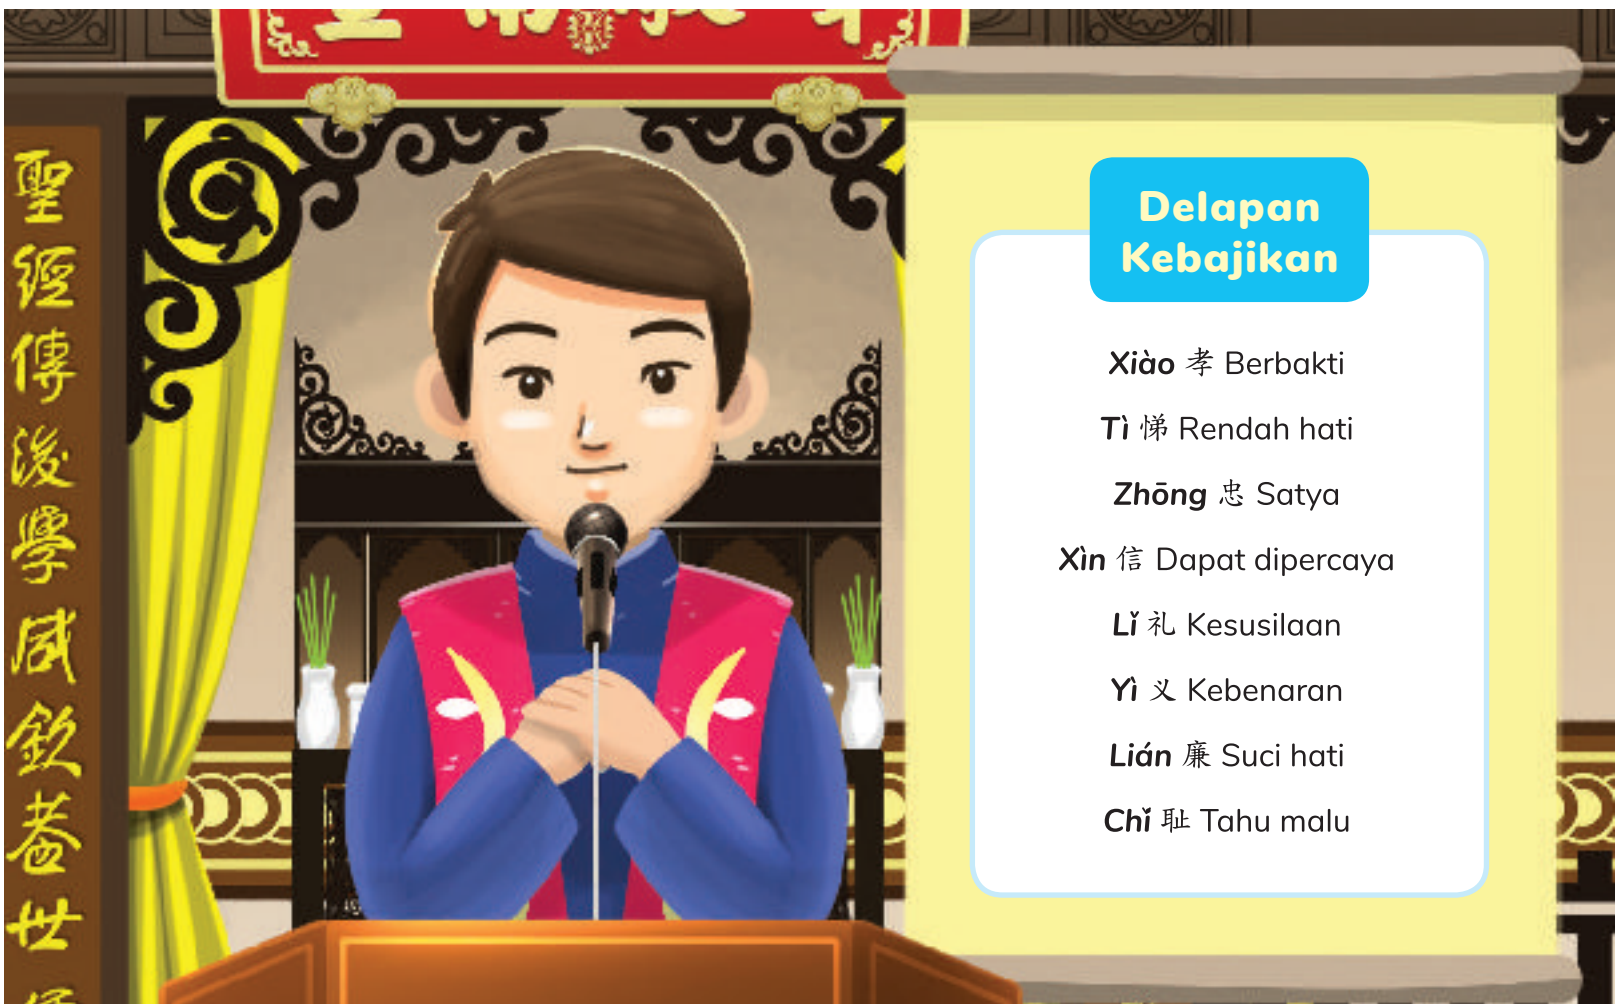 聖
經
傳
後
學
咸
欽
世
Delapan
Kebajikan
Xiào 孝 Berbakti
Tì 悌 Rendah hati
Zhōng 忠 Satya
Xìn 信 Dapat dipercaya
Lǐ 礼 Kesusilaan
Yì 义 Kebenaran
Lián 廉 Suci hati
Chǐ 耻 Tahu malu